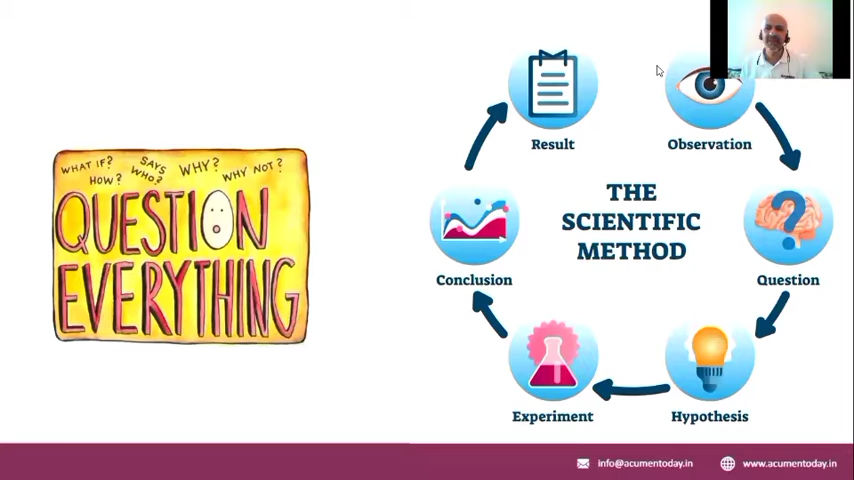 WHAT IF?
HOW?
SAYS
WHO?
WHY?
WHY NOT?
QUESTION
EVERYTHING
Result
Observation
THE
SCIENTIFIC
METHOD
Conclusion
Question
Experiment
Hypothesis
info@acumentoday.in
www.acumentoday.in